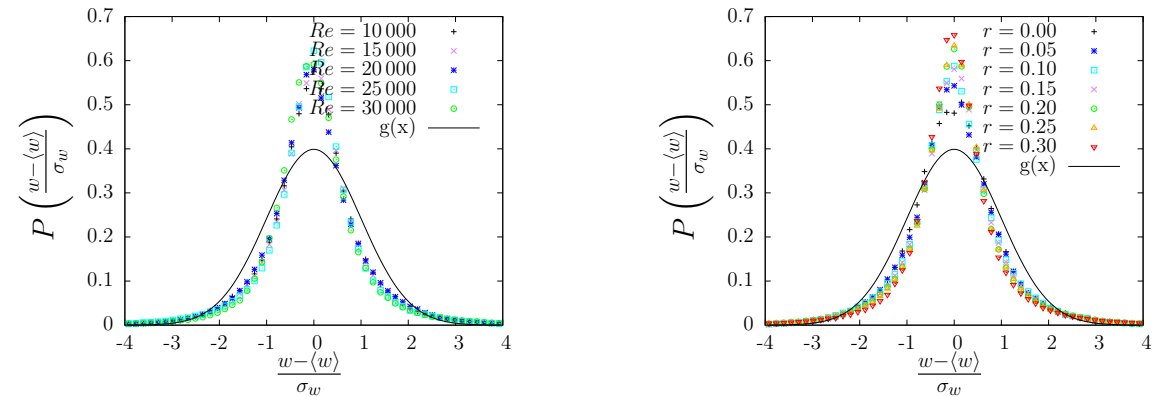 0.7
0.6
0.5
0.4
0.3
0.2
0.1
0
-4 -3 -2 -1 0 1 2 3 4
P ( w−⟨w⟩ / σ_w )
w−⟨w⟩ / σ_w
Re = 10 000
Re = 15 000
Re = 20 000
Re = 25 000
Re = 30 000
g(x)
0.7
0.6
0.5
0.4
0.3
0.2
0.1
0
-4 -3 -2 -1 0 1 2 3 4
P ( w−⟨w⟩ / σ_w )
w−⟨w⟩ / σ_w
r = 0.00
r = 0.05
r = 0.10
r = 0.15
r = 0.20
r = 0.25
r = 0.30
g(x)